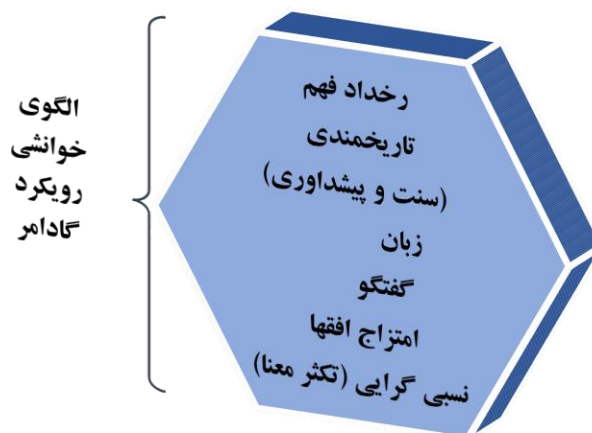 الگوی
خوانشی
رویکرد
گادامر
رخداد فهم
تاریخمندی
(سنت و پیشداوری)
زبان
گفتگو
امتزاج افقها
نسبی گرایی (تکثر معنا)